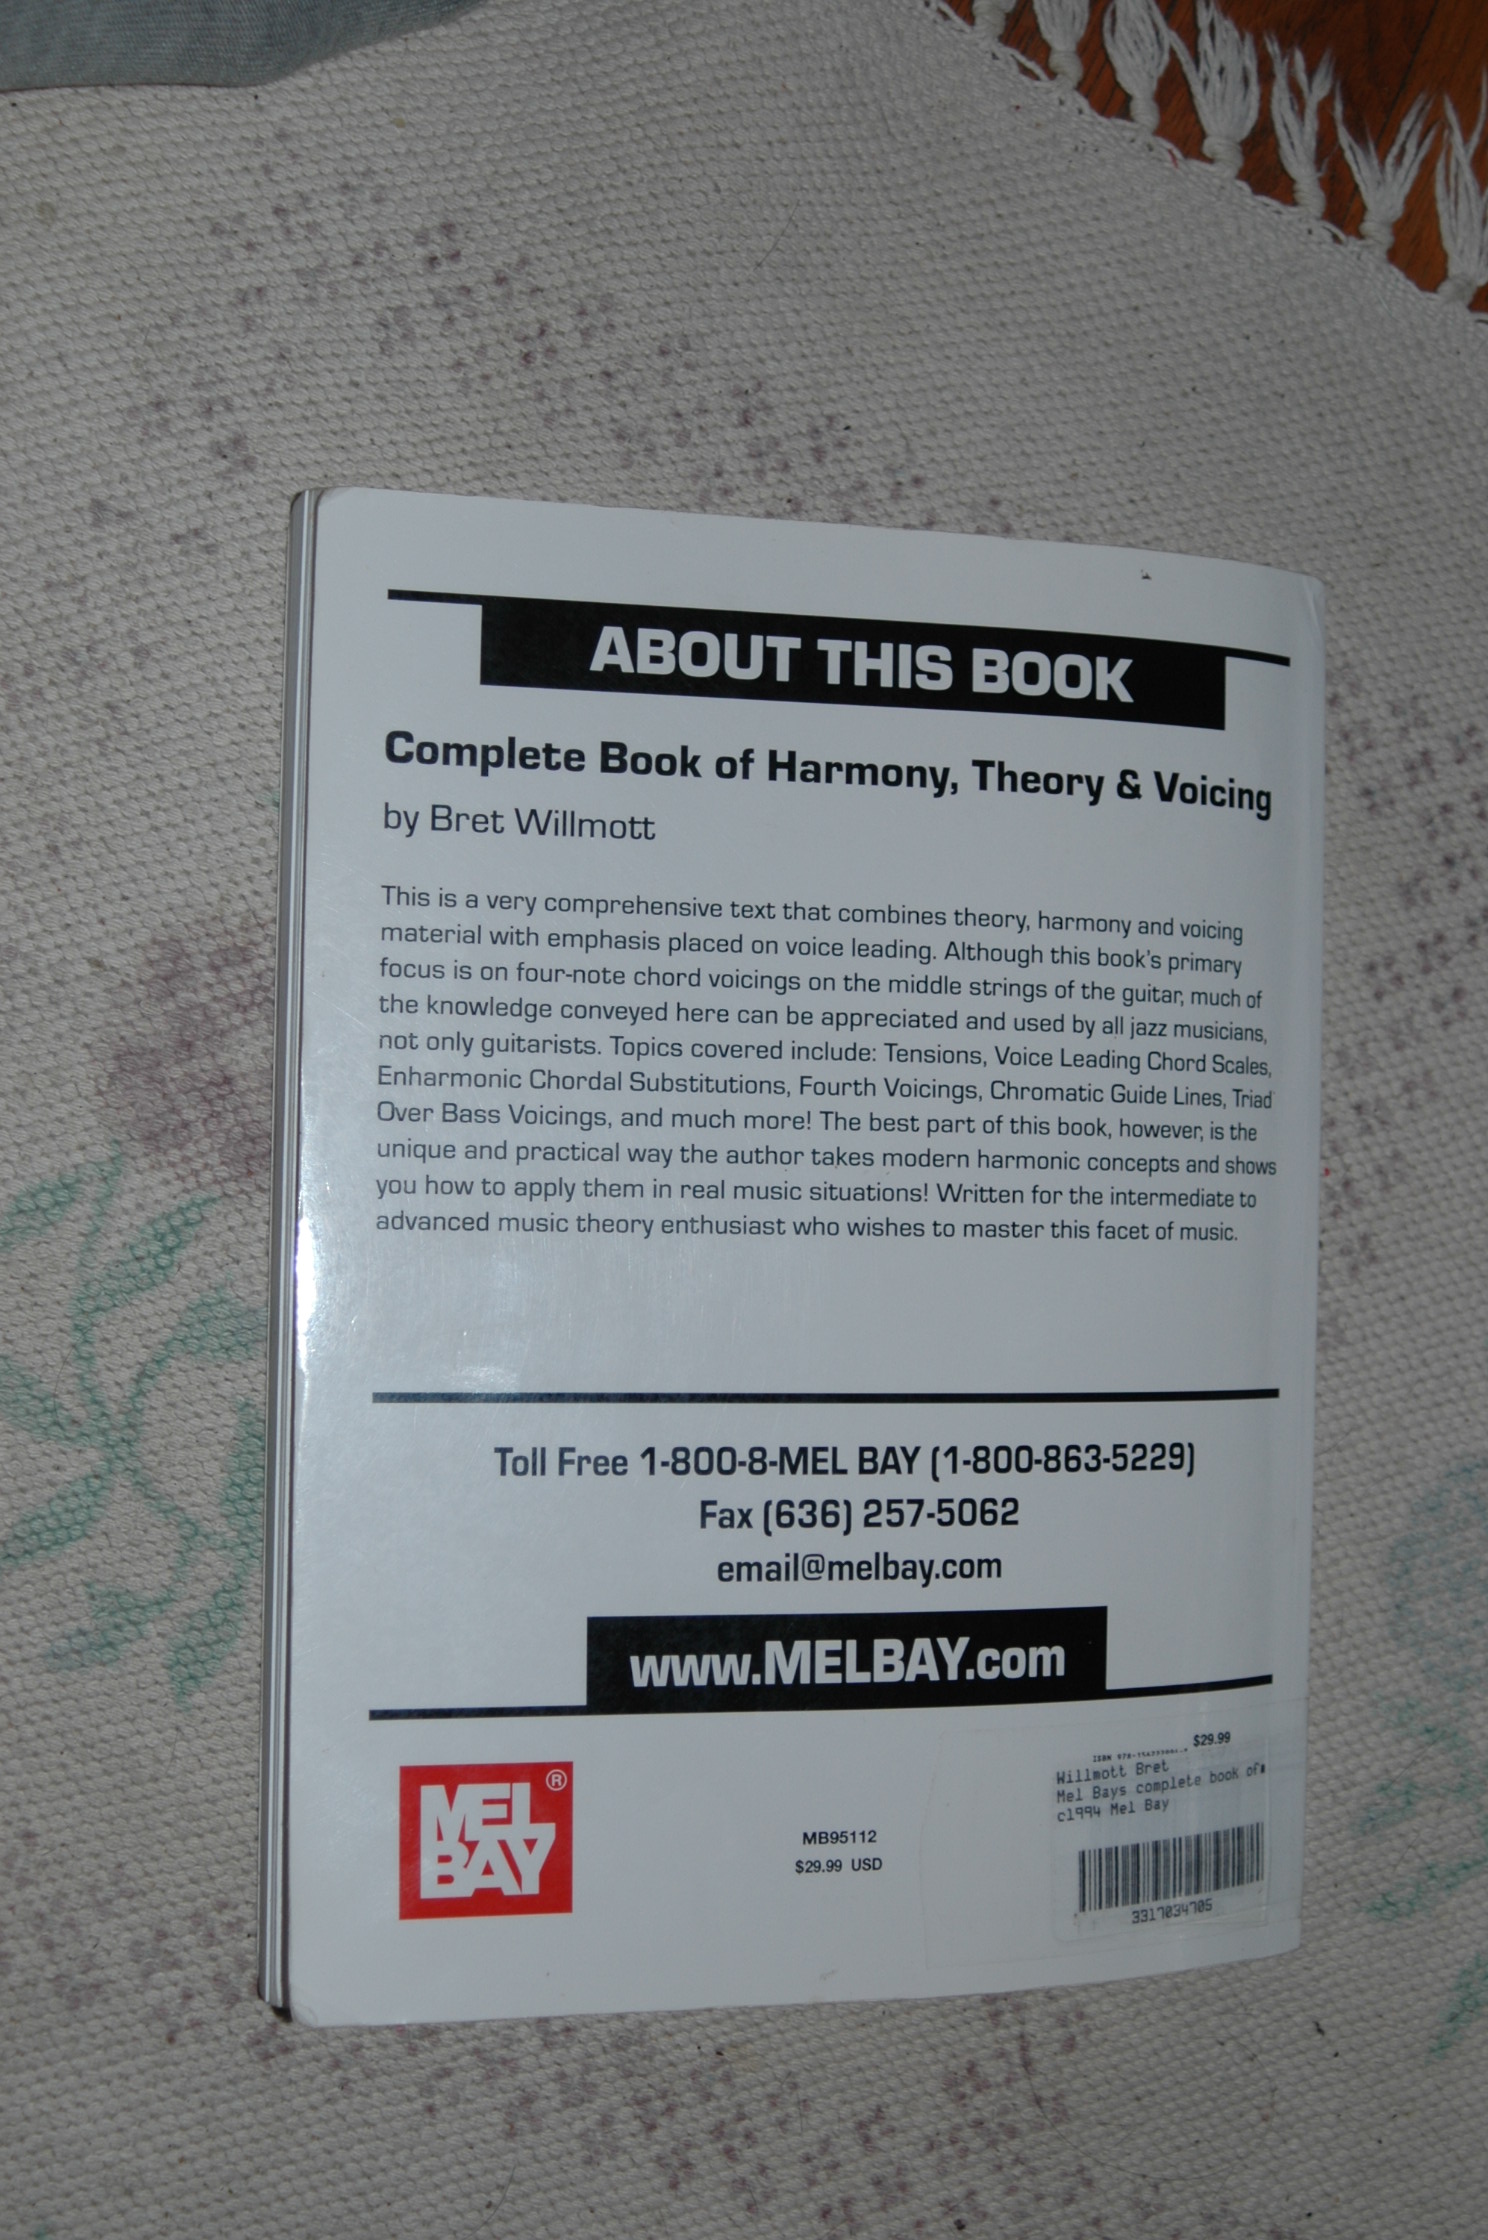 ABOUT THIS BOOK
Complete Book of Harmony, Theory & Voicing
by Bret Willmott
This is a very comprehensive text that combines theory, harmony and voicing
material with emphasis placed on voice leading. Although this book's primary
focus is on four-note chord voicings on the middle strings of the guitar, much of
the knowledge conveyed here can be appreciated and used by all jazz musicians,
not only guitarists. Topics covered include: Tensions, Voice Leading Chord Scales,
Enharmonic Chordal Substitutions, Fourth Voicings, Chromatic Guide Lines, Triad
Over Bass Voicings, and much more! The best part of this book, however, is the
unique and practical way the author takes modern harmonic concepts and shows
you how to apply them in real music situations! Written for the intermediate to
advanced music theory enthusiast who wishes to master this facet of music.
Toll Free 1-800-8-MEL BAY (1-800-863-5229)
Fax (636) 257-5062
email@melbay.com
www.MELBAY.com
MEL
BAY
®
MB95112
$29.99 USD
ISBN $29.99
Willmott Bret
Mel Bays complete book of
c1994 Mel Bay
3317034705